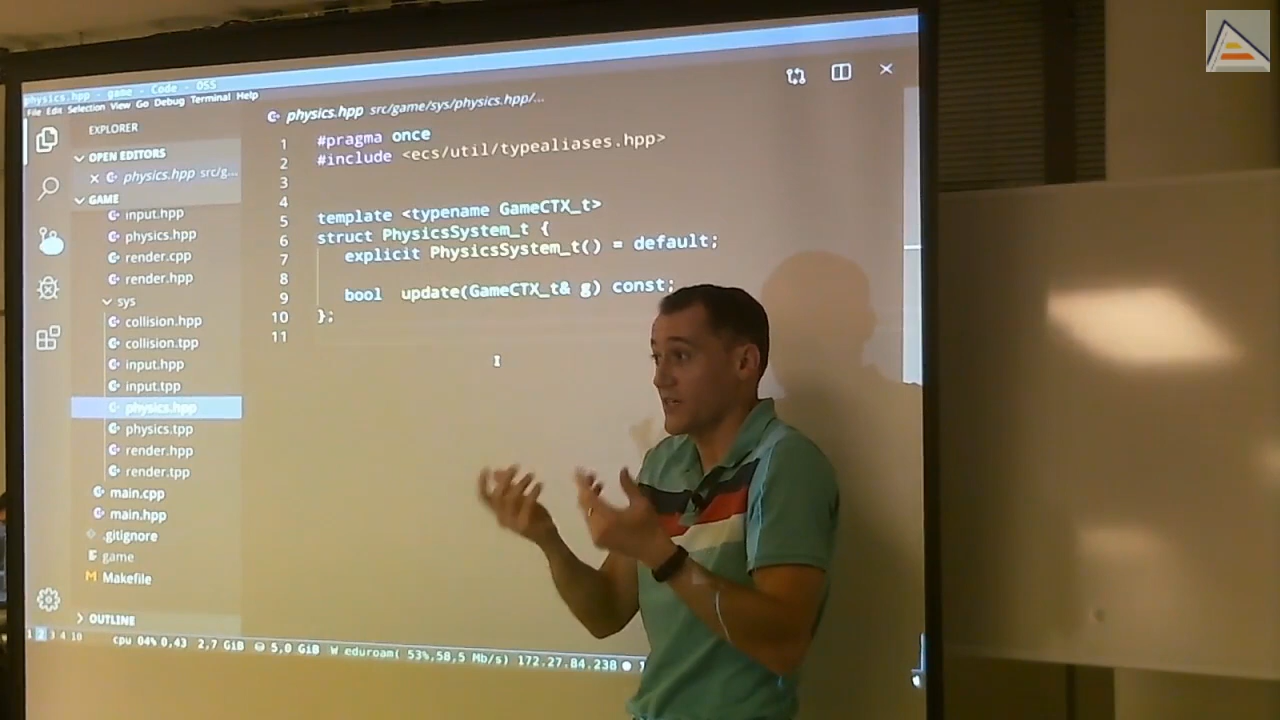 physics.hpp - game - Code - OSS
File Edit Selection View Go Debug Terminal Help
EXPLORER
OPEN EDITORS
physics.hpp src/g...
GAME
input.hpp
physics.hpp
render.cpp
render.hpp
sys
collision.hpp
collision.tpp
input.hpp
input.tpp
physics.hpp
physics.tpp
render.hpp
render.tpp
main.cpp
main.hpp
.gitignore
game
Makefile
OUTLINE
physics.hpp src/game/sys/physics.hpp/...
1 #pragma once
2 #include <ecs/util/typealiases.hpp>
3
4
5 template <typename GameCTX_t>
6 struct PhysicsSystem_t {
7 explicit PhysicsSystem_t() = default;
8
9 bool update(GameCTX_t& g) const;
10 };
11
1 2 3 4 10 cpu 04% 0,43 2,7 GiB 5,0 GiB W eduroam( 53%,58,5 Mb/s) 172.27.84.238